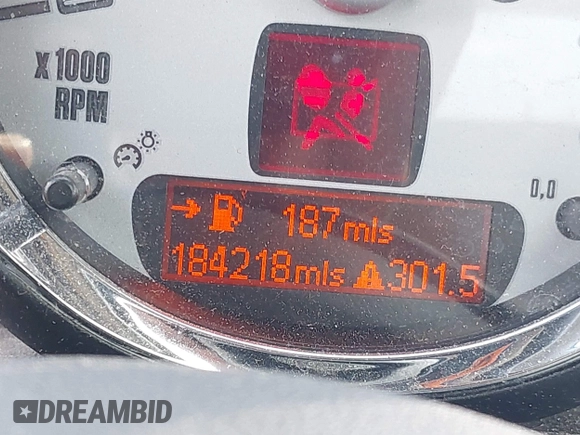 x 1000
RPM
0,0
187 mls
184218 mls 301.5
DREAMBID